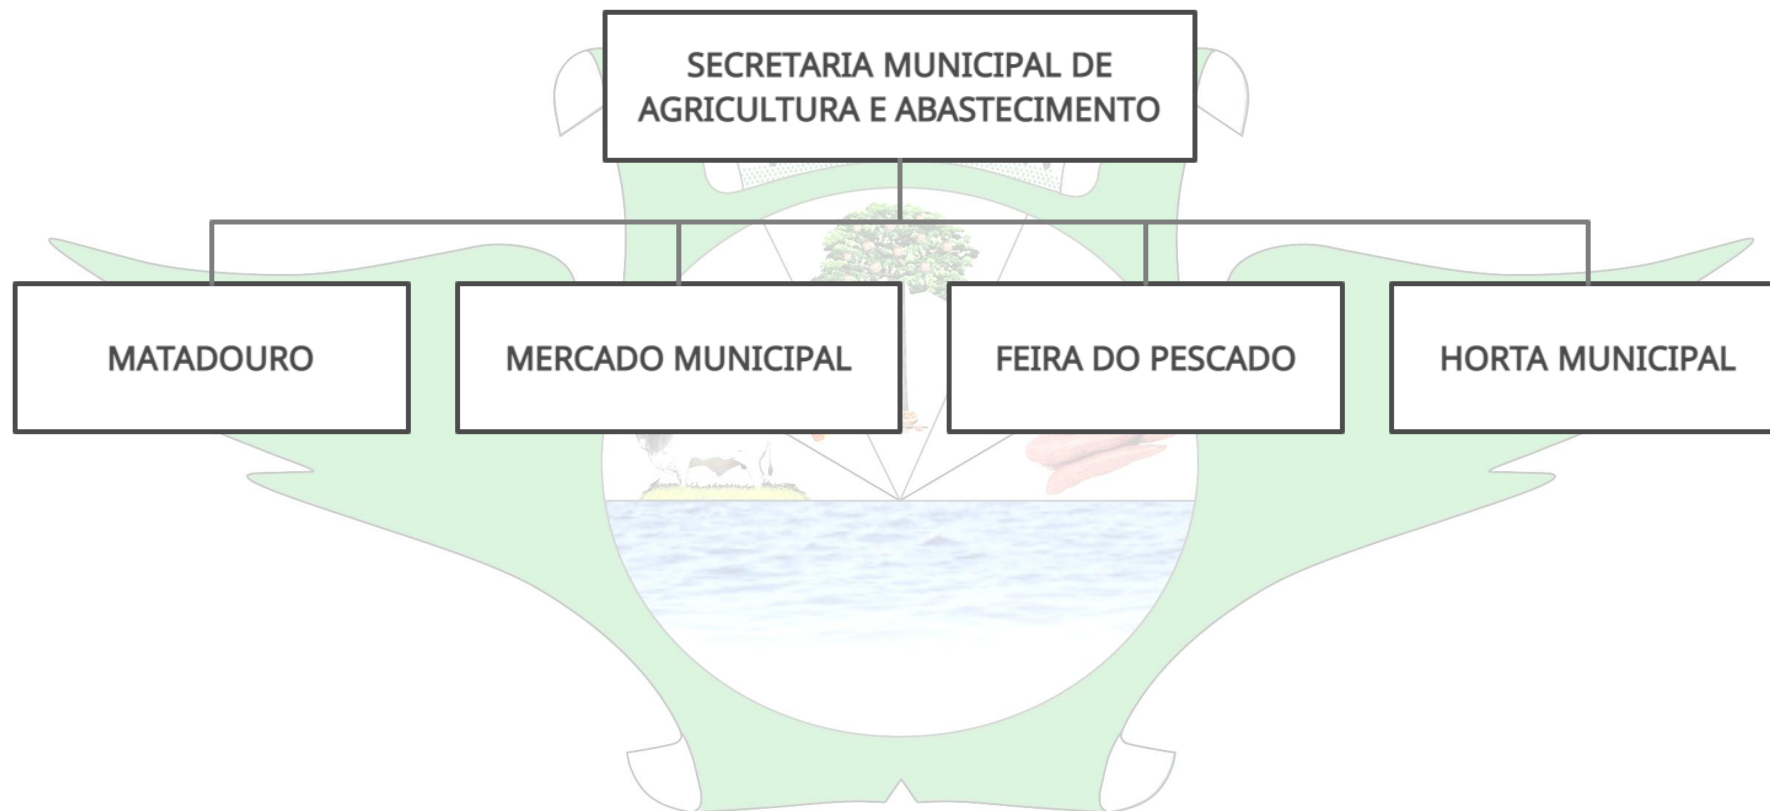 SECRETARIA MUNICIPAL DE
AGRICULTURA E ABASTECIMENTO
MATADOURO
MERCADO MUNICIPAL
FEIRA DO PESCADO
HORTA MUNICIPAL